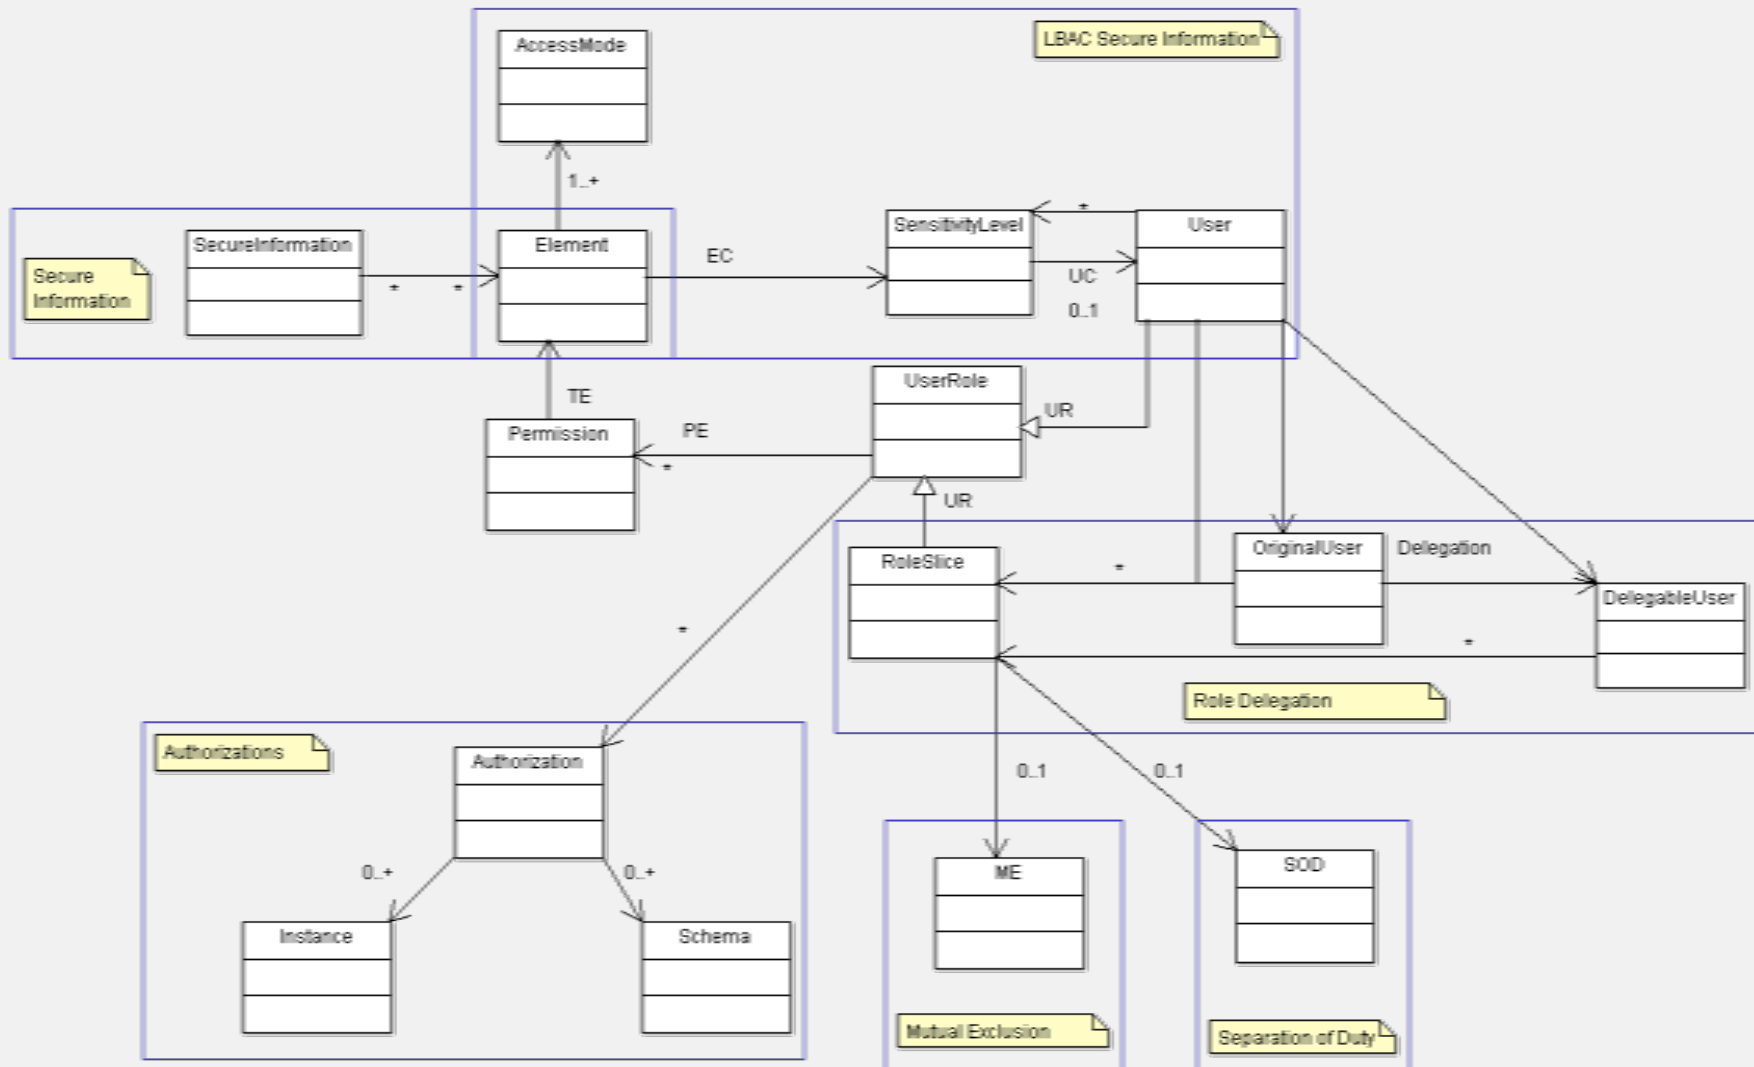 AccessMode
LBAC Secure Information
1..+
Secure
Information
SecureInformation
*
*
Element
EC
SensitivityLevel
*
User
UC
0..1
TE
Permission
PE
*
UserRole
UR
UR
RoleSlice
*
OriginalUser
Delegation
DelegableUser
*
Role Delegation
*
Authorizations
Authorization
0..+
0..+
Instance
Schema
0..1
0..1
ME
SOD
Mutual Exclusion
Separation of Duty